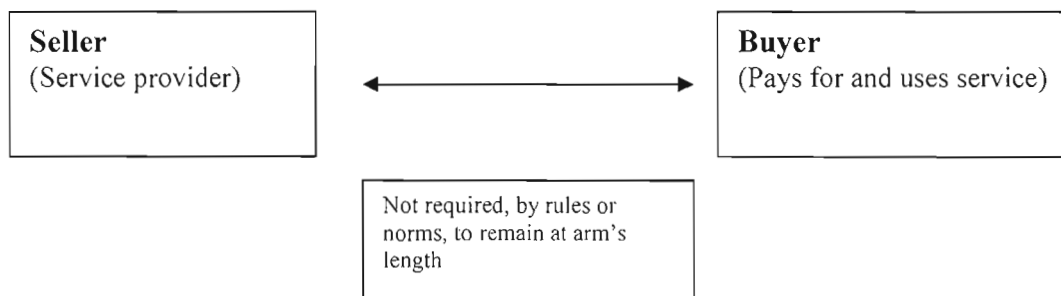 Seller
(Service provider)
Buyer
(Pays for and uses service)
Not required, by rules or
norms, to remain at arm's
length